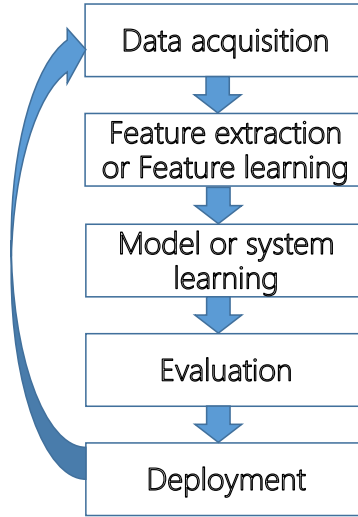 Data acquisition
Feature extraction
or Feature learning
Model or system
learning
Evaluation
Deployment